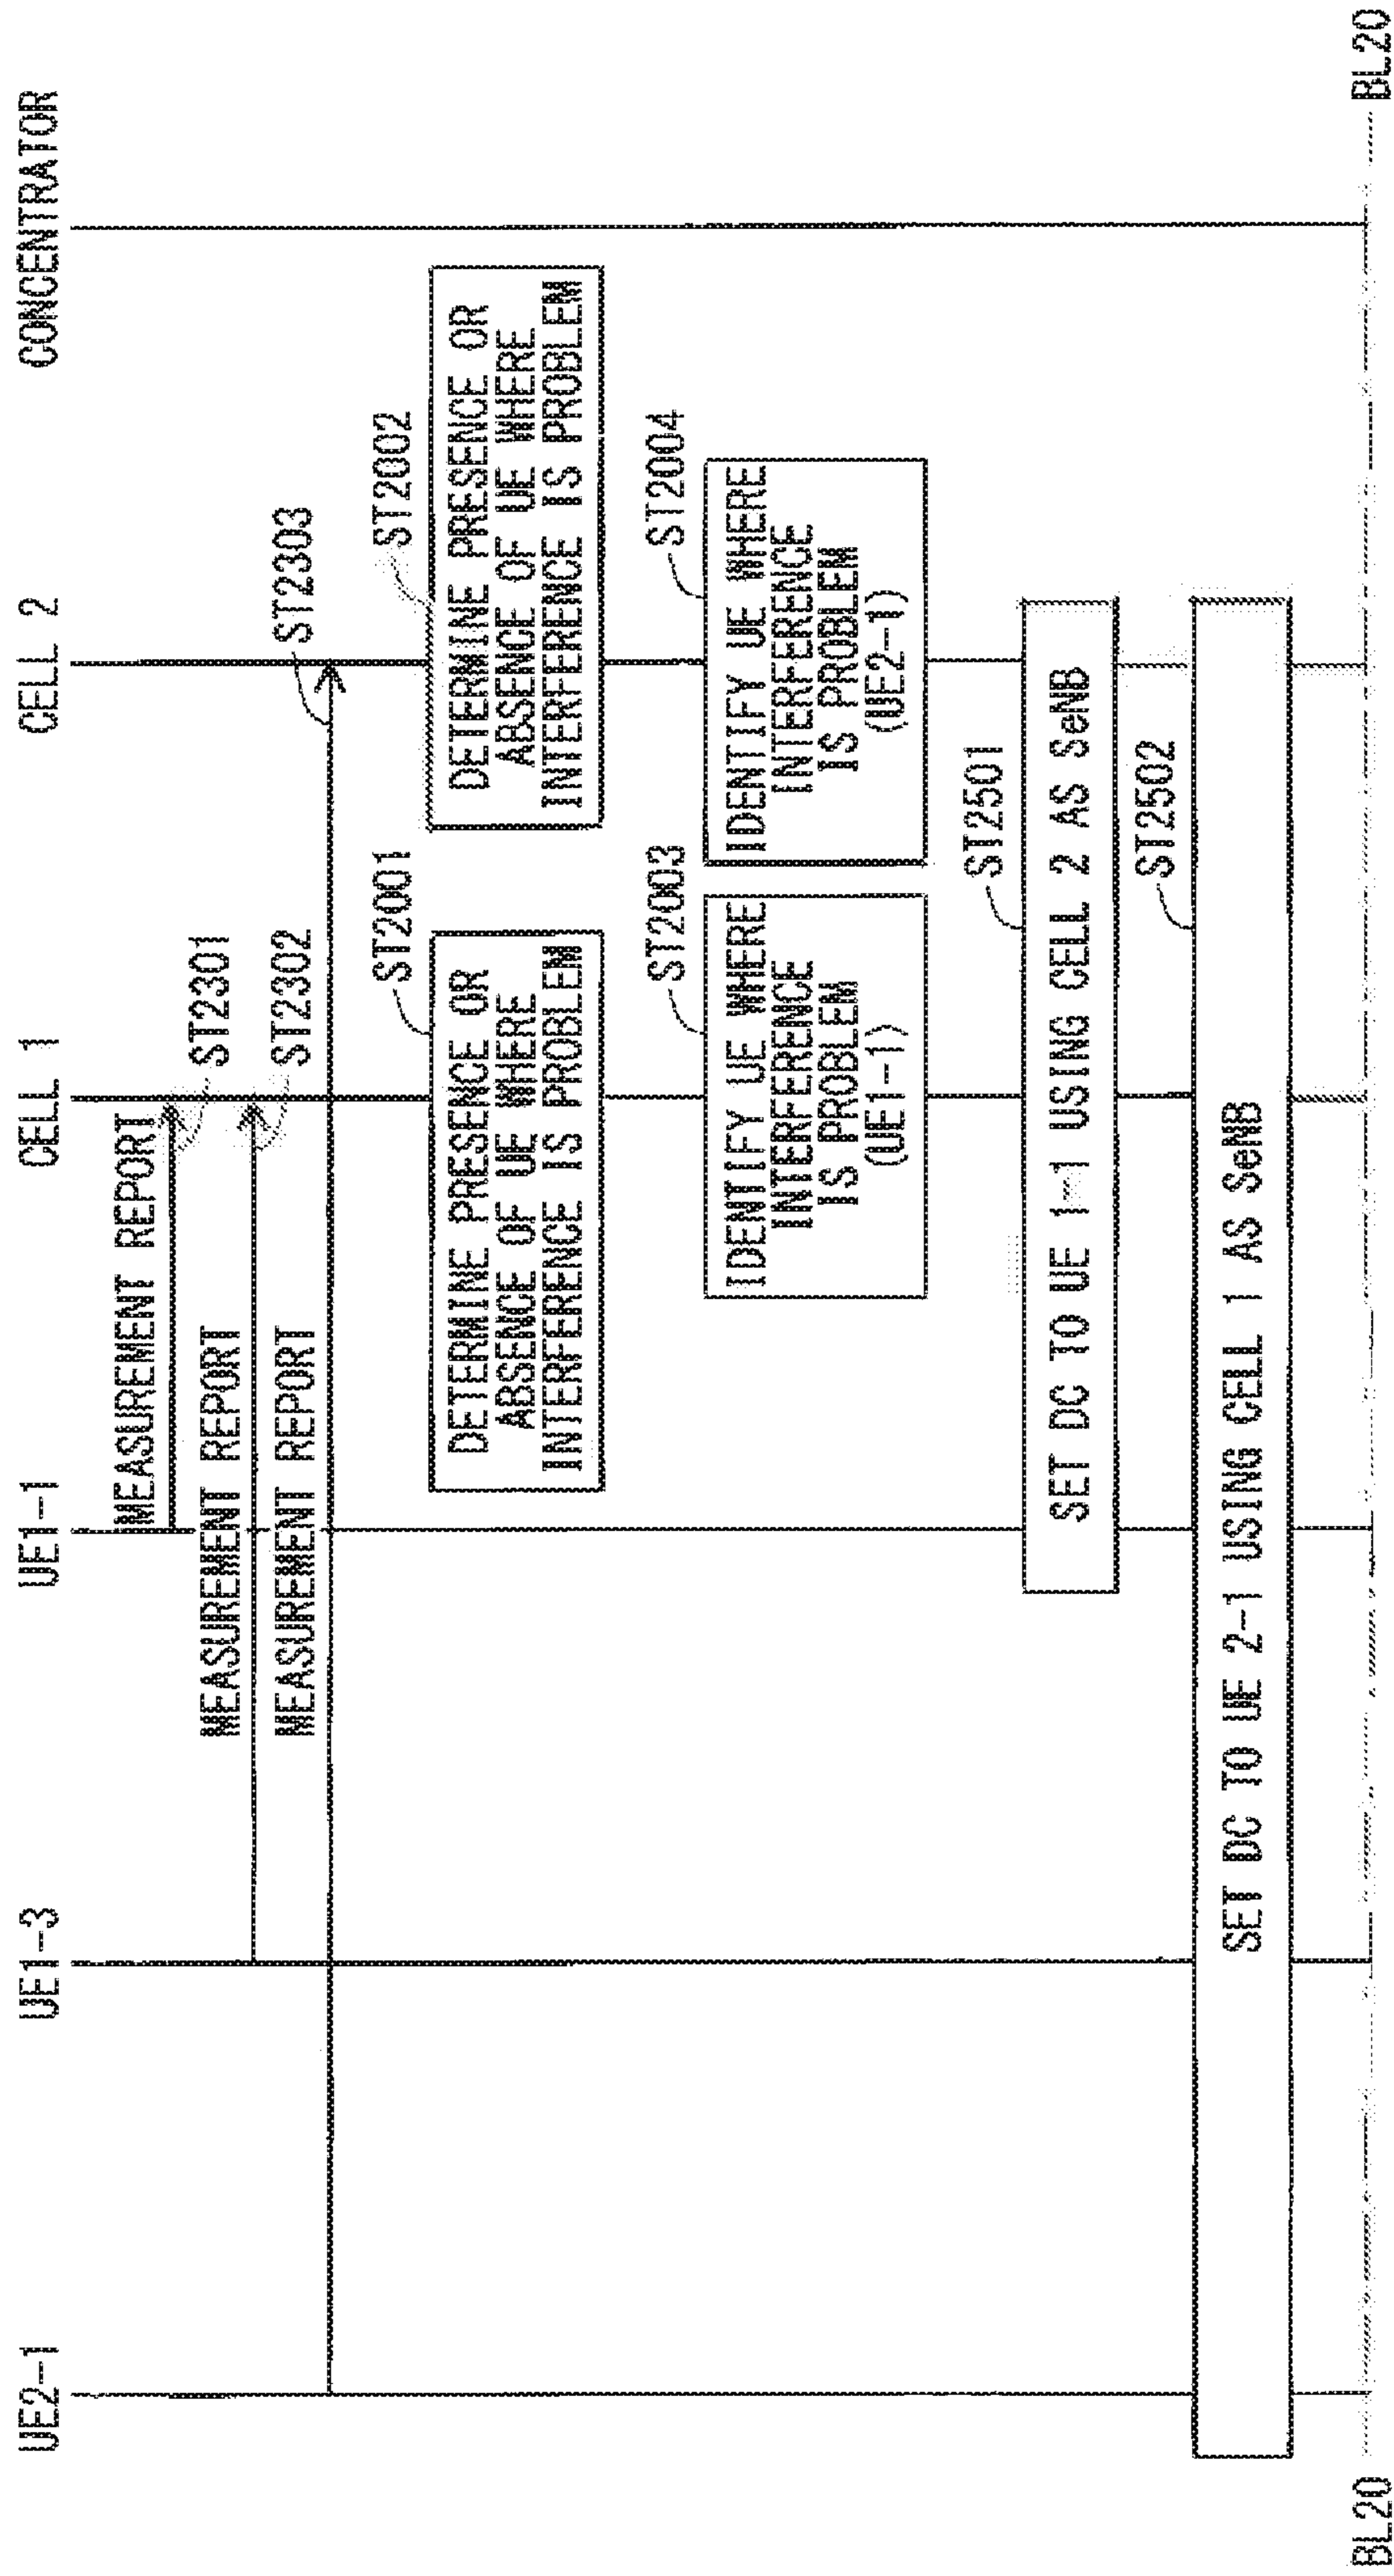 UE2-1
UE1-3
UE1-1
CELL 1
CELL 2
CONCENTRATOR
MEASUREMENT REPORT
ST2301
MEASUREMENT REPORT
ST2302
MEASUREMENT REPORT
ST2303
ST2001
DETERMINE PRESENCE OR
ABSENCE OF UE WHERE
INTERFERENCE IS PROBLEM
ST2002
DETERMINE PRESENCE OR
ABSENCE OF UE WHERE
INTERFERENCE IS PROBLEM
ST2003
IDENTIFY UE WHERE
INTERFERENCE
IS PROBLEM
(UE1-1)
ST2004
IDENTIFY UE WHERE
INTERFERENCE
IS PROBLEM
(UE2-1)
ST2501
SET DC TO UE 1-1 USING CELL 2 AS SeNB
ST2502
SET DC TO UE 2-1 USING CELL 1 AS SeNB
BL20
BL20